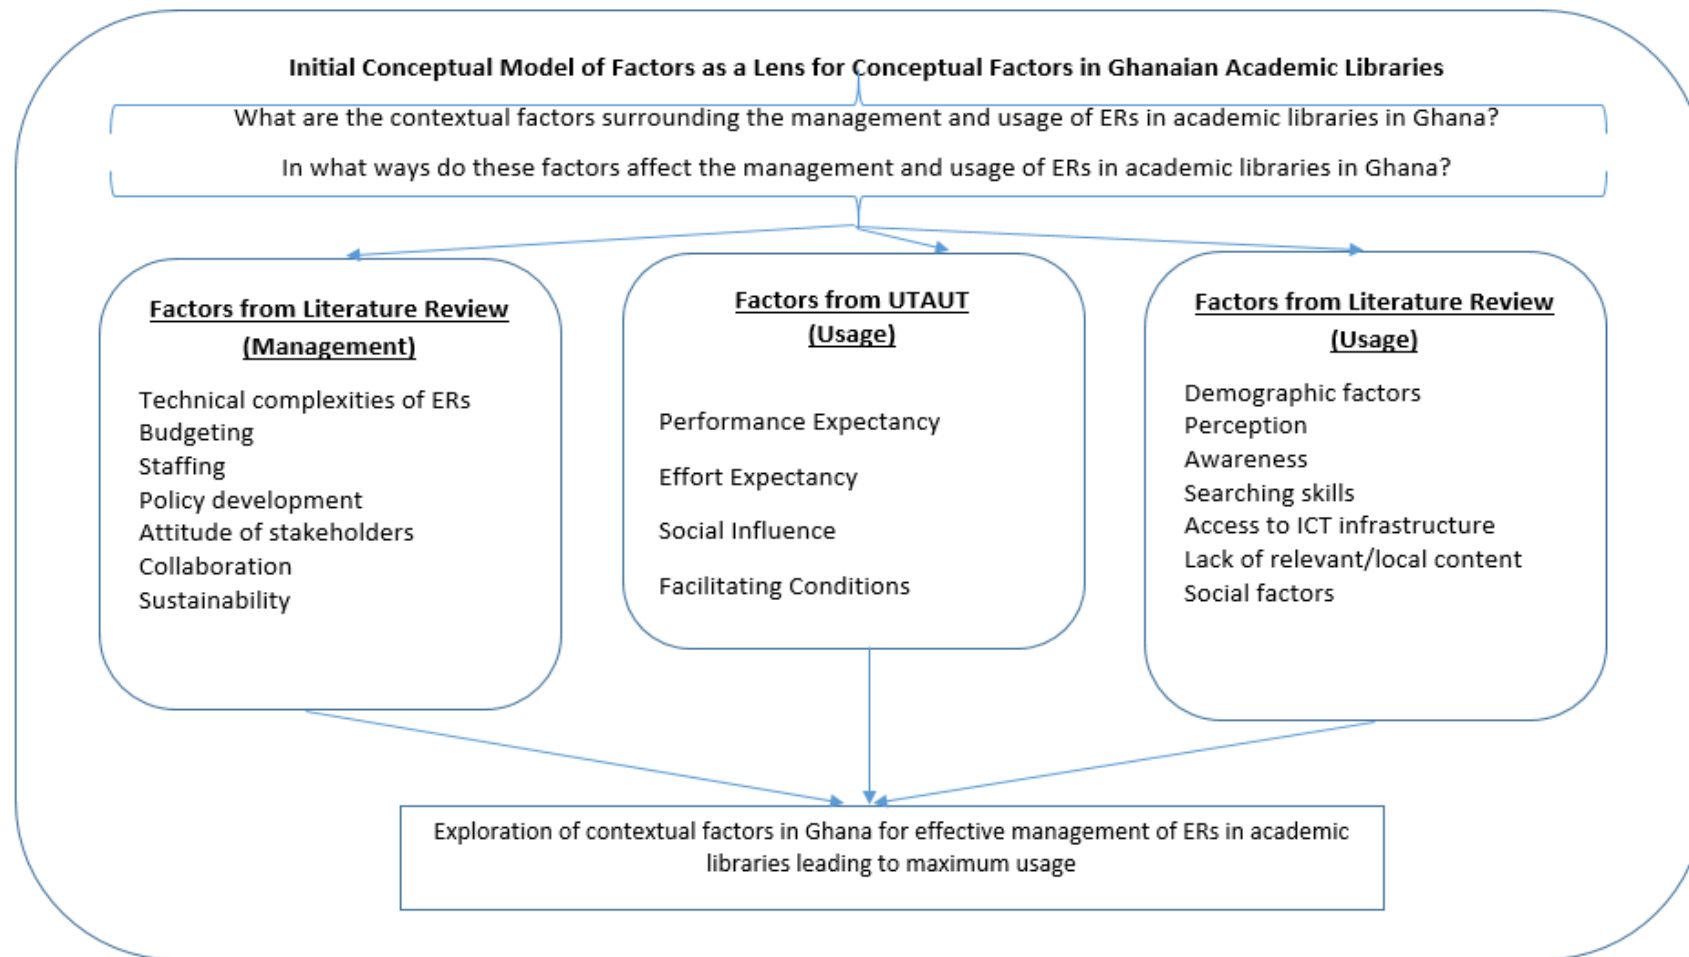 Initial Conceptual Model of Factors as a Lens for Conceptual Factors in Ghanaian Academic Libraries
What are the contextual factors surrounding the management and usage of ERs in academic libraries in Ghana?
In what ways do these factors affect the management and usage of ERs in academic libraries in Ghana?
Factors from Literature Review
(Management)
Technical complexities of ERs
Budgeting
Staffing
Policy development
Attitude of stakeholders
Collaboration
Sustainability
Factors from UTAUT
(Usage)
Performance Expectancy
Effort Expectancy
Social Influence
Facilitating Conditions
Factors from Literature Review
(Usage)
Demographic factors
Perception
Awareness
Searching skills
Access to ICT infrastructure
Lack of relevant/local content
Social factors
Exploration of contextual factors in Ghana for effective management of ERs in academic
libraries leading to maximum usage